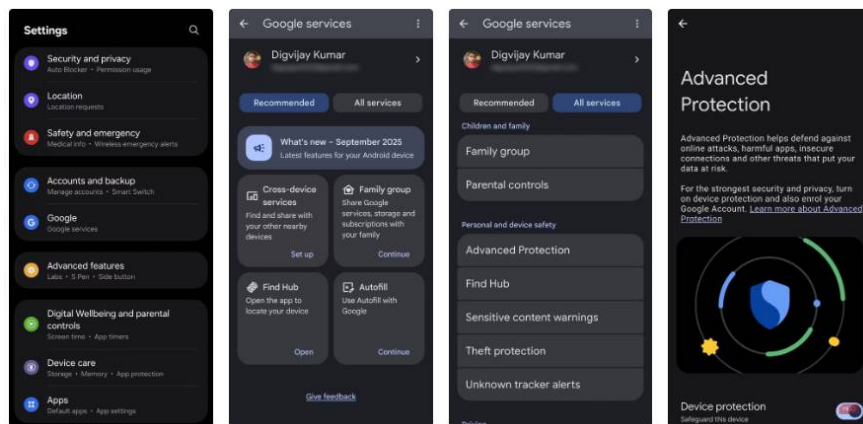 Settings
Security and privacy
Auto Blocker • Permission usage
Location
Location requests
Safety and emergency
Medical info • Wireless emergency alerts
Accounts and backup
Manage accounts • Smart Switch
Google
Google services
Advanced features
Labs • S Pen • Side button
Digital Wellbeing and parental
controls
Screen time • App timers
Device care
Storage • Memory • App protection
Apps
Default apps • App settings
Google services
Digvijay Kumar
Recommended
All services
What's new – September 2025
Latest features for your Android device
Cross-device
services
Find and share with
your other nearby
devices
Set up
Family group
Share Google
services, storage and
subscriptions with
your family
Continue
Find Hub
Open the app to
locate your device
Open
Autofill
Use Autofill with
Google
Continue
Give feedback
Google services
Digvijay Kumar
Recommended
All services
Children and family
Family group
Parental controls
Personal and device safety
Advanced Protection
Find Hub
Sensitive content warnings
Theft protection
Unknown tracker alerts
Advanced
Protection
Advanced Protection helps defend against
online attacks, harmful apps, insecure
connections and other threats that put your
data at risk.
For the strongest security and privacy, turn
on device protection and also enrol your
Google Account. Learn more about Advanced
Protection
Device protection
Safeguard this device